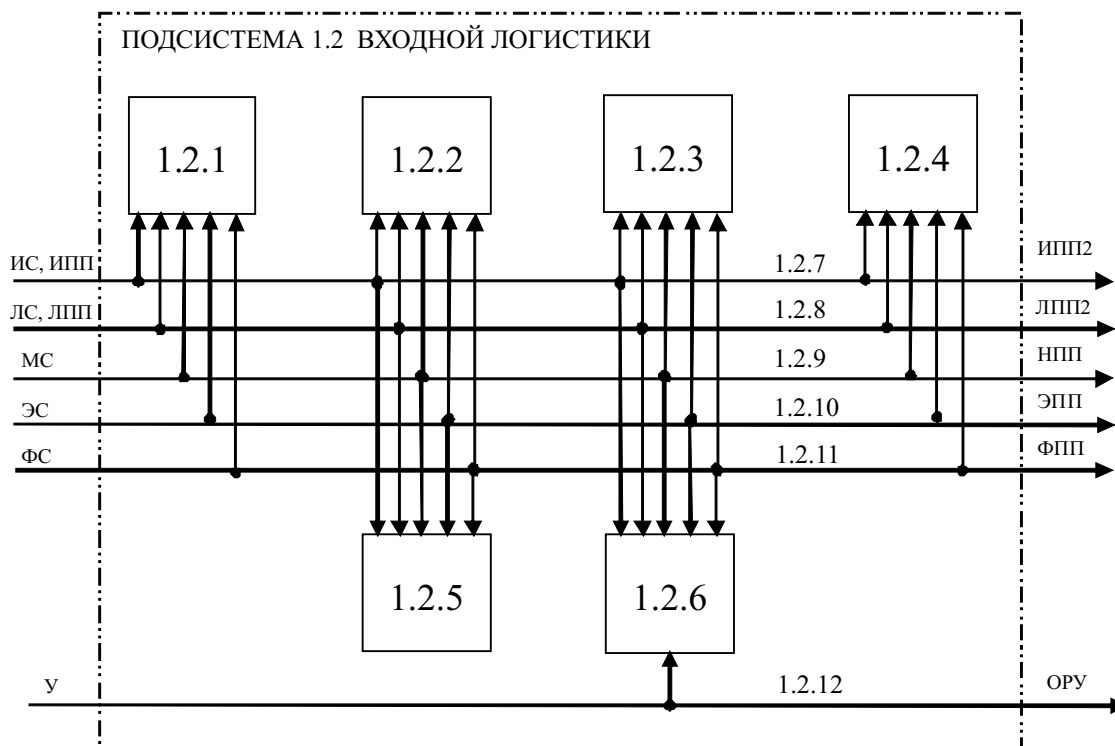 ПОДСИСТЕМА 1.2 ВХОДНОЙ ЛОГИСТИКИ
1.2.1
1.2.2
1.2.3
1.2.4
ИС, ИПП
1.2.7
ИПП2
ЛС, ЛПП
1.2.8
ЛПП2
МС
1.2.9
НПП
ЭС
1.2.10
ЭПП
ФС
1.2.11
ФПП
1.2.5
1.2.6
У
1.2.12
ОРУ